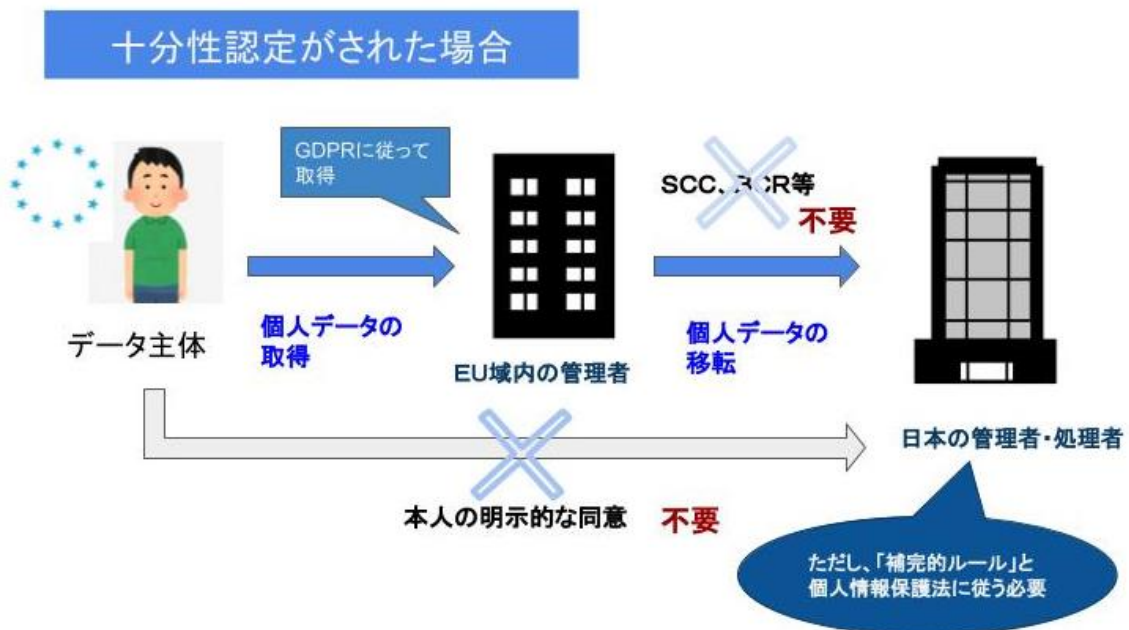 十分性認定がされた場合
GDPRに従って
取得
SCC、BCR等
不要
個人データの
取得
個人データの
移転
データ主体
EU域内の管理者
日本の管理者・処理者
本人の明示的な同意 不要
ただし、「補完的ルール」と
個人情報保護法に従う必要